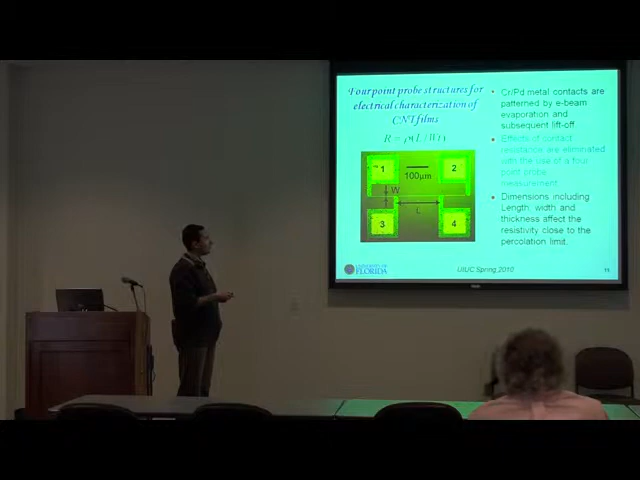 Four point probe structures for
electrical characterization of
CNT films
1
2
100μm
W
L
3
4
• Cr/Pd metal contacts are
patterned by e-beam
evaporation and
subsequent lift-off.
• Effects of contact
resistance are eliminated
with the use of a four
point probe
measurement.
• Dimensions including
Length, width and
thickness affect the
resistivity close to the
percolation limit.
UNIVERSITY of
FLORIDA
UIUC Spring 2010